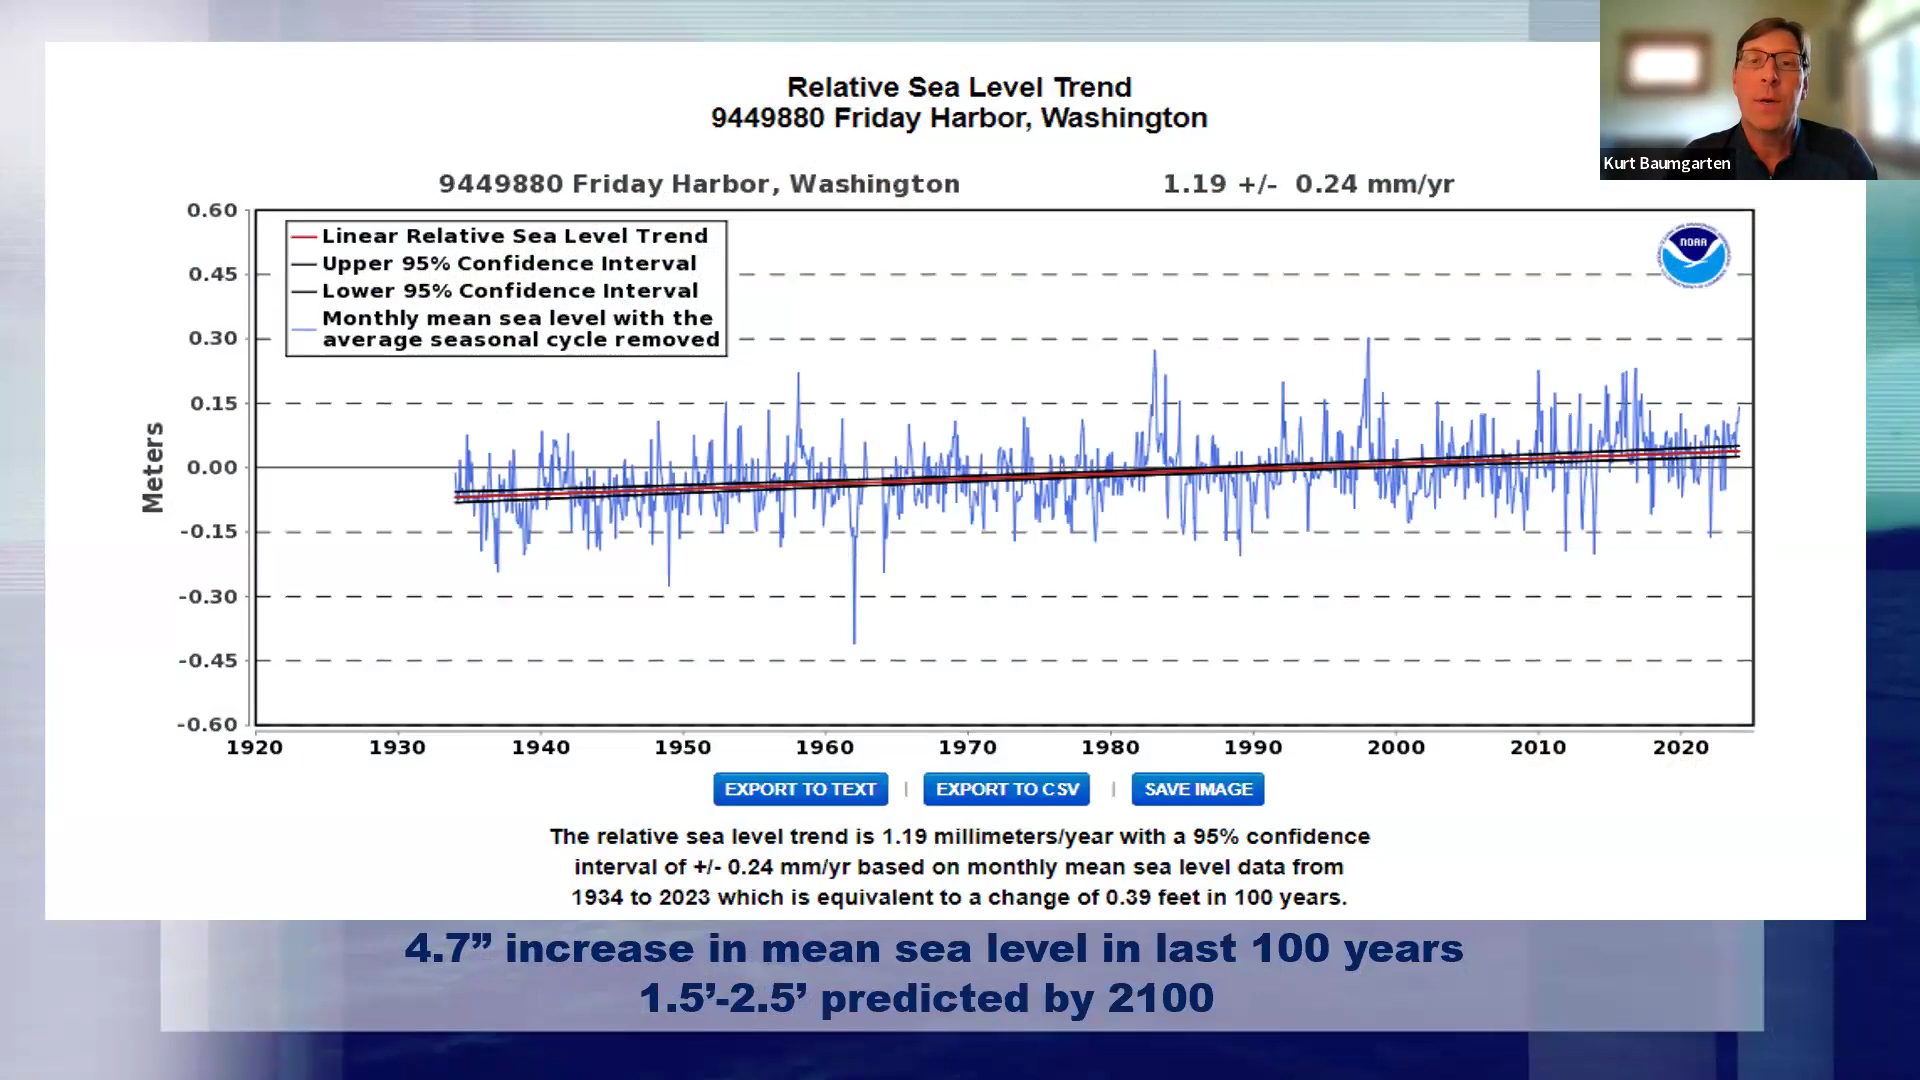 Relative Sea Level Trend
9449880 Friday Harbor, Washington
Kurt Baumgarten
9449880 Friday Harbor, Washington 1.19 +/- 0.24 mm/yr
Linear Relative Sea Level Trend
Upper 95% Confidence Interval
Lower 95% Confidence Interval
Monthly mean sea level with the
average seasonal cycle removed
NOAA
Meters
0.60
0.45
0.30
0.15
0.00
-0.15
-0.30
-0.45
-0.60
1920 1930 1940 1950 1960 1970 1980 1990 2000 2010 2020
EXPORT TO TEXT | EXPORT TO CSV | SAVE IMAGE
The relative sea level trend is 1.19 millimeters/year with a 95% confidence
interval of +/- 0.24 mm/yr based on monthly mean sea level data from
1934 to 2023 which is equivalent to a change of 0.39 feet in 100 years.
4.7” increase in mean sea level in last 100 years
1.5’-2.5’ predicted by 2100